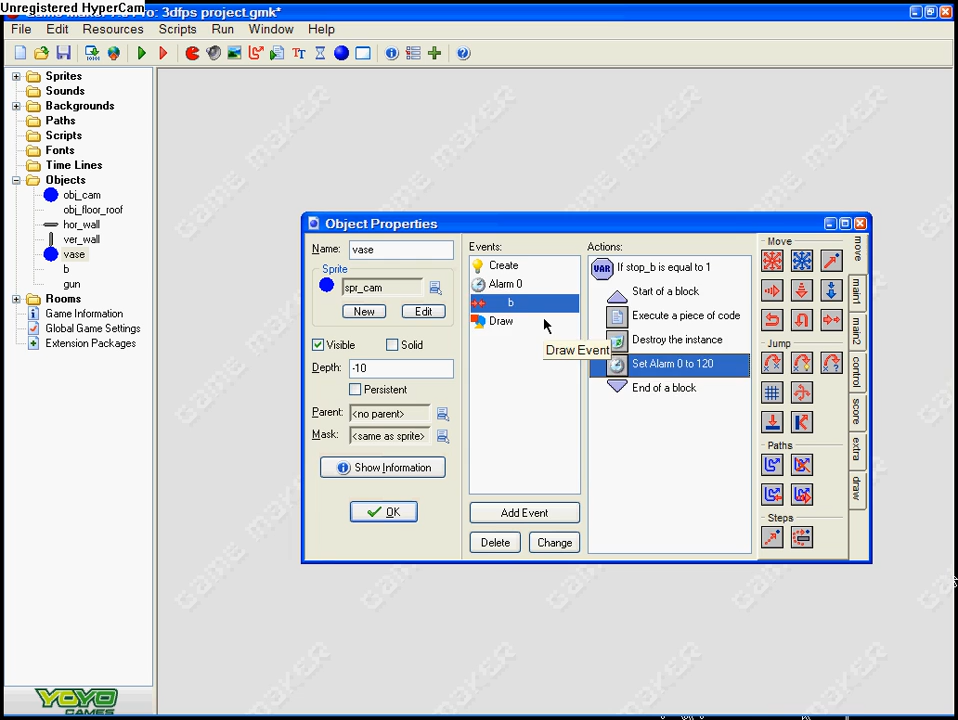 Unregistered HyperCam
3dfps project.gmk*
File Edit Resources Scripts Run Window Help
Sprites
Sounds
Backgrounds
Paths
Scripts
Fonts
Time Lines
Objects
obj_cam
obj_floor_roof
hor_wall
ver_wall
vase
b
gun
Rooms
Game Information
Global Game Settings
Extension Packages
YOYO
GAMES
Object Properties
Name: vase
Sprite
spr_cam
New Edit
Visible Solid
Depth: -10
Persistent
Parent: <no parent>
Mask: <same as sprite>
Show Information
OK
Events:
Create
Alarm 0
b
Draw
Draw Event
Add Event
Delete Change
Actions:
VAR If stop_b is equal to 1
Start of a block
Execute a piece of code
Destroy the instance
Set Alarm 0 to 120
End of a block
Move
Jump
Paths
Steps
move
main1
main2
control
score
extra
draw
game maker